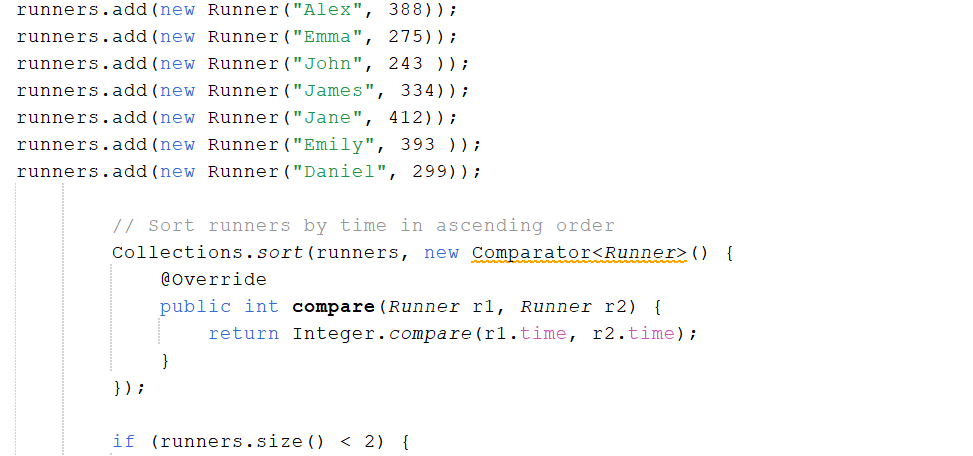 runners.add(new Runner("Alex", 388));
runners.add(new Runner("Emma", 275));
runners.add(new Runner("John", 243 ));
runners.add(new Runner("James", 334));
runners.add(new Runner("Jane", 412));
runners.add(new Runner("Emily", 393 ));
runners.add(new Runner("Daniel", 299));
// Sort runners by time in ascending order
Collections.sort(runners, new Comparator<Runner>() {
@Override
public int compare(Runner r1, Runner r2) {
return Integer.compare(r1.time, r2.time);
}
});
if (runners.size() < 2) {